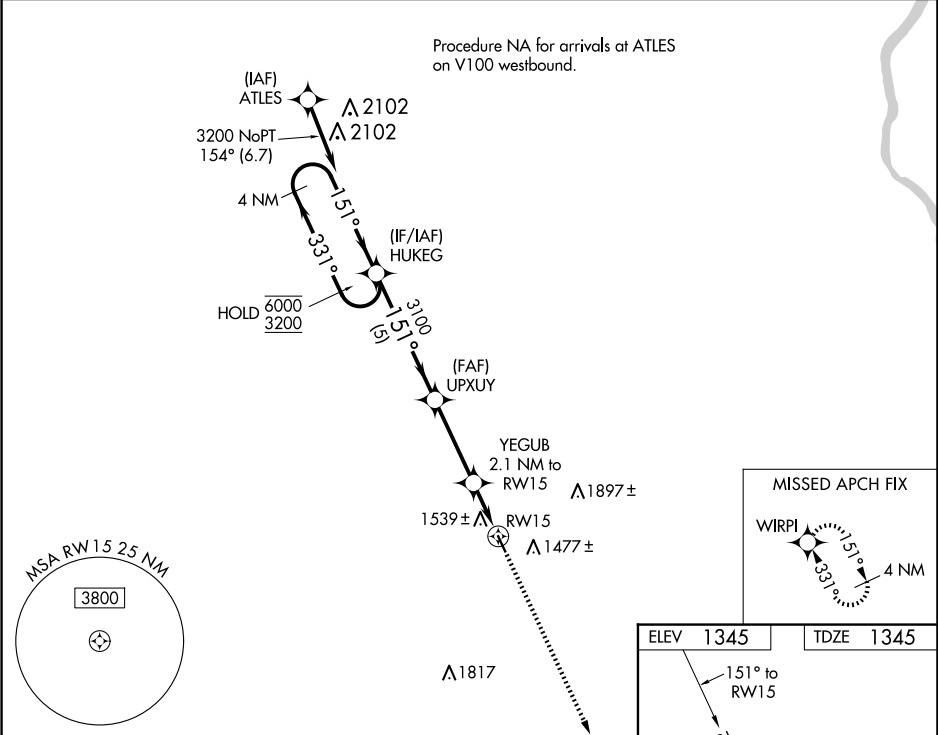 Procedure NA for arrivals at ATLES
on V100 westbound.
(IAF)
ATLES
2102
2102
3200 NoPT
154° (6.7)
4 NM
151°
331°
(IF/IAF)
HUKEG
HOLD 6000
3200
3100
151°
(5)
(FAF)
UPXUY
YEGUB
2.1 NM to
RW15
1897±
1539±
RW15
1477±
MISSED APCH FIX
WIRPI
151°
331°
4 NM
MSA RW15 25 NM
3800
1817
ELEV 1345
TDZE 1345
151° to
RW15